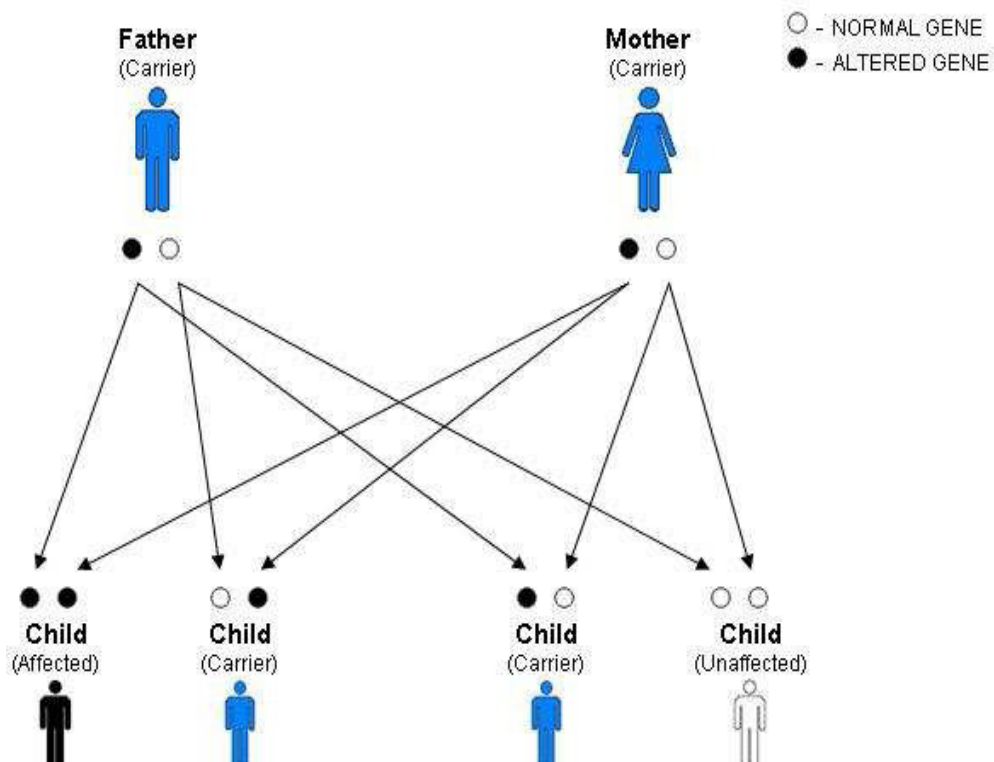 Father
(Carrier)
Mother
(Carrier)
- NORMAL GENE
- ALTERED GENE
Child
(Affected)
Child
(Carrier)
Child
(Carrier)
Child
(Unaffected)